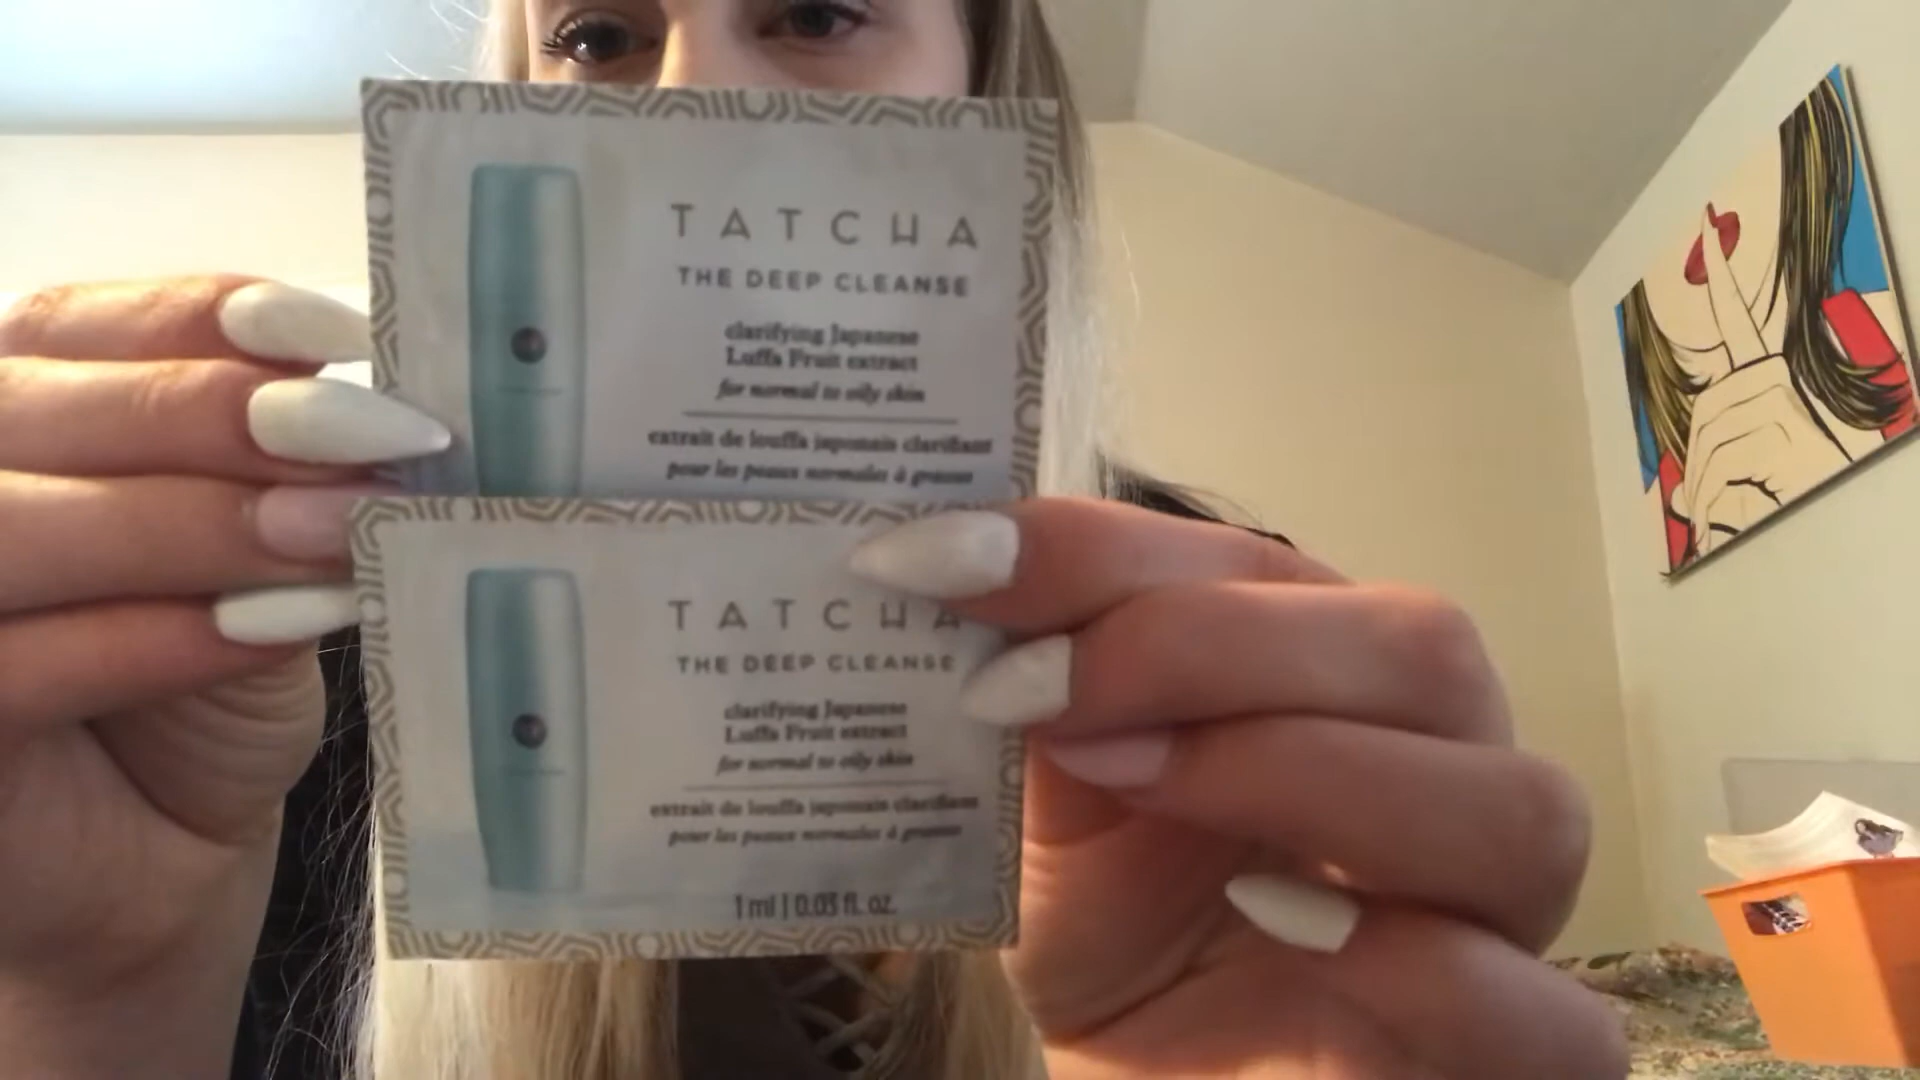 TATCHA
THE DEEP CLEANSE
clarifying Japanese
Luffa Fruit extract
for normal to oily skin
extrait de louffa japonais clarifiant
pour les peaux normales à grasses
TATCHA
THE DEEP CLEANSE
clarifying Japanese
Luffa Fruit extract
for normal to oily skin
extrait de louffa japonais clarifiant
pour les peaux normales à grasses
1 ml | 0.03 fl. oz.